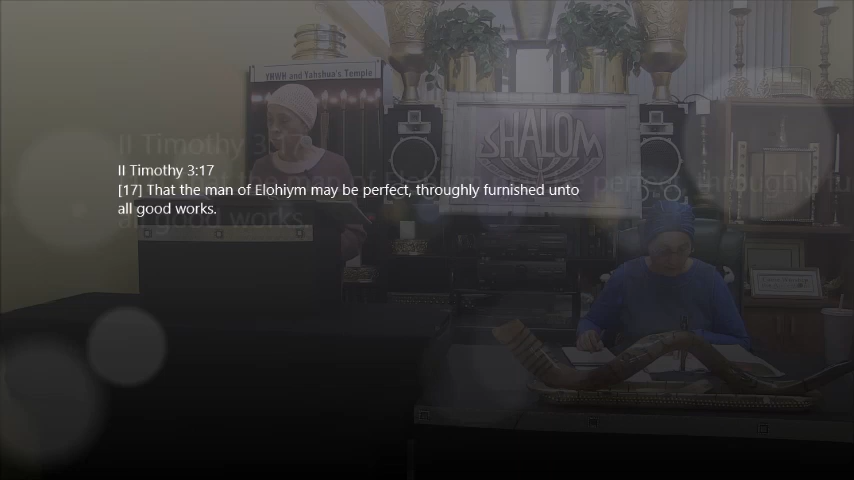 YHWH and Yahshua's Temple
SHALOM
II Timothy 3:17
[17] That the man of Elohiym may be perfect, throughly furnished unto
all good works.